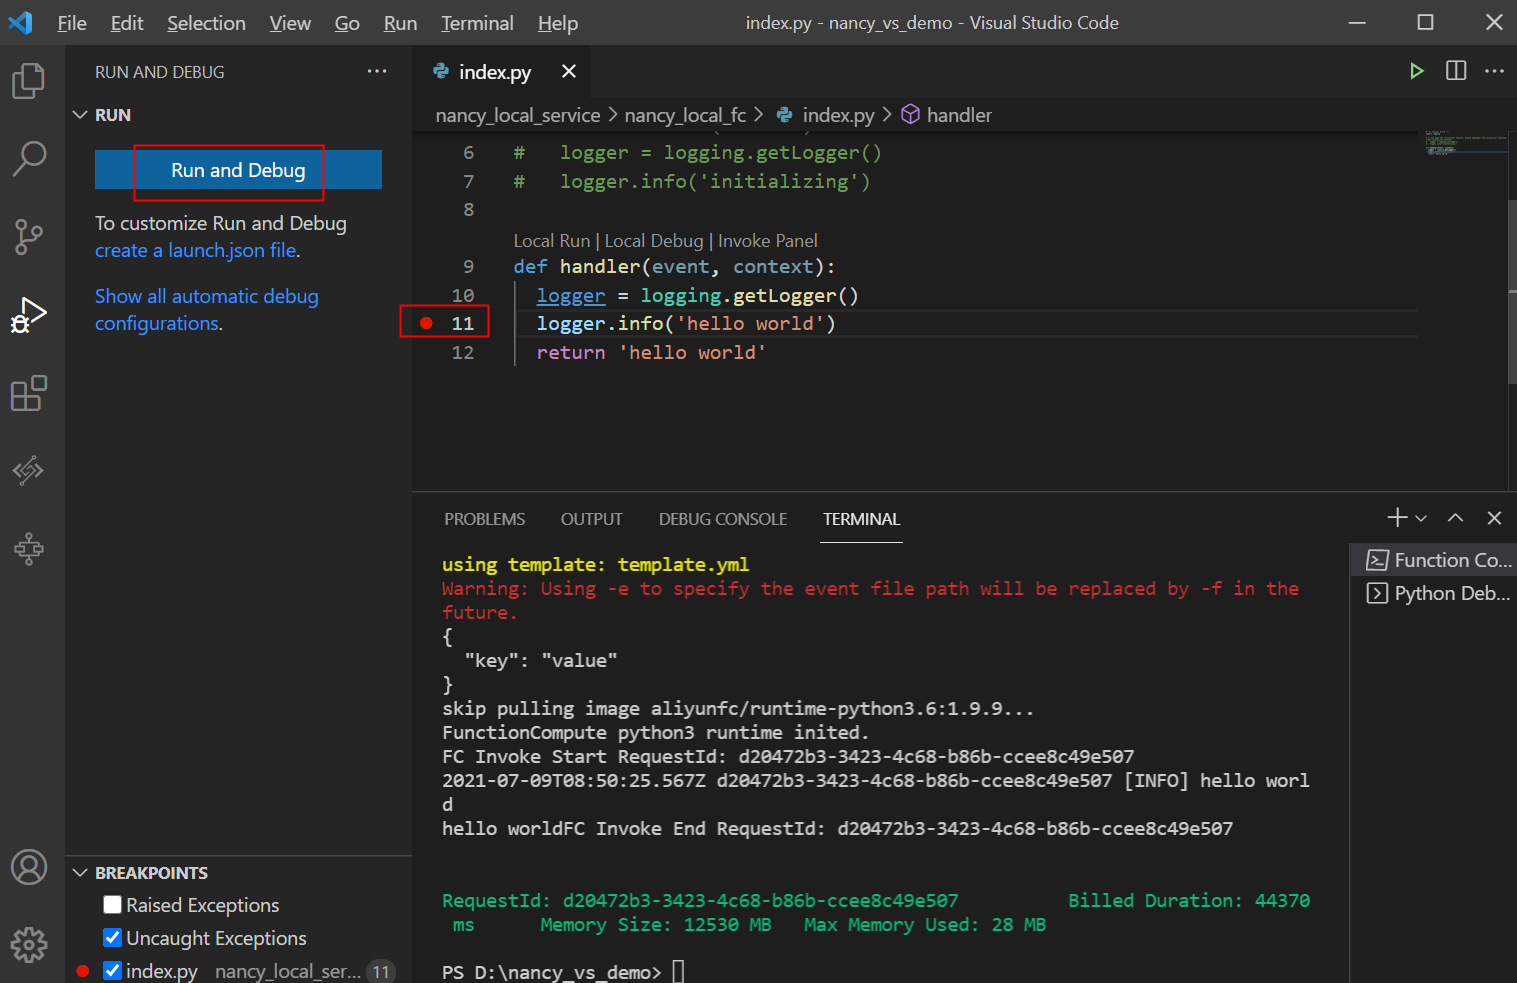 File Edit Selection View Go Run Terminal Help
index.py - nancy_vs_demo - Visual Studio Code
RUN AND DEBUG
RUN
Run and Debug
To customize Run and Debug
create a launch.json file.
Show all automatic debug
configurations.
index.py
nancy_local_service > nancy_local_fc > index.py > handler
6 #   logger = logging.getLogger()
7 #   logger.info('initializing')
8
Local Run | Local Debug | Invoke Panel
9 def handler(event, context):
10   logger = logging.getLogger()
11   logger.info('hello world')
12   return 'hello world'
PROBLEMS OUTPUT DEBUG CONSOLE TERMINAL
using template: template.yml
Warning: Using -e to specify the event file path will be replaced by -f in the
future.
{
  "key": "value"
}
skip pulling image aliyunfc/runtime-python3.6:1.9.9...
FunctionCompute python3 runtime inited.
FC Invoke Start RequestId: d20472b3-3423-4c68-b86b-ccee8c49e507
2021-07-09T08:50:25.567Z d20472b3-3423-4c68-b86b-ccee8c49e507 [INFO] hello worl
d
hello worldFC Invoke End RequestId: d20472b3-3423-4c68-b86b-ccee8c49e507
RequestId: d20472b3-3423-4c68-b86b-ccee8c49e507          Billed Duration: 44370
 ms      Memory Size: 12530 MB   Max Memory Used: 28 MB
PS D:\nancy_vs_demo>
Function Co...
Python Deb...
BREAKPOINTS
Raised Exceptions
Uncaught Exceptions
index.py nancy_local_ser... 11